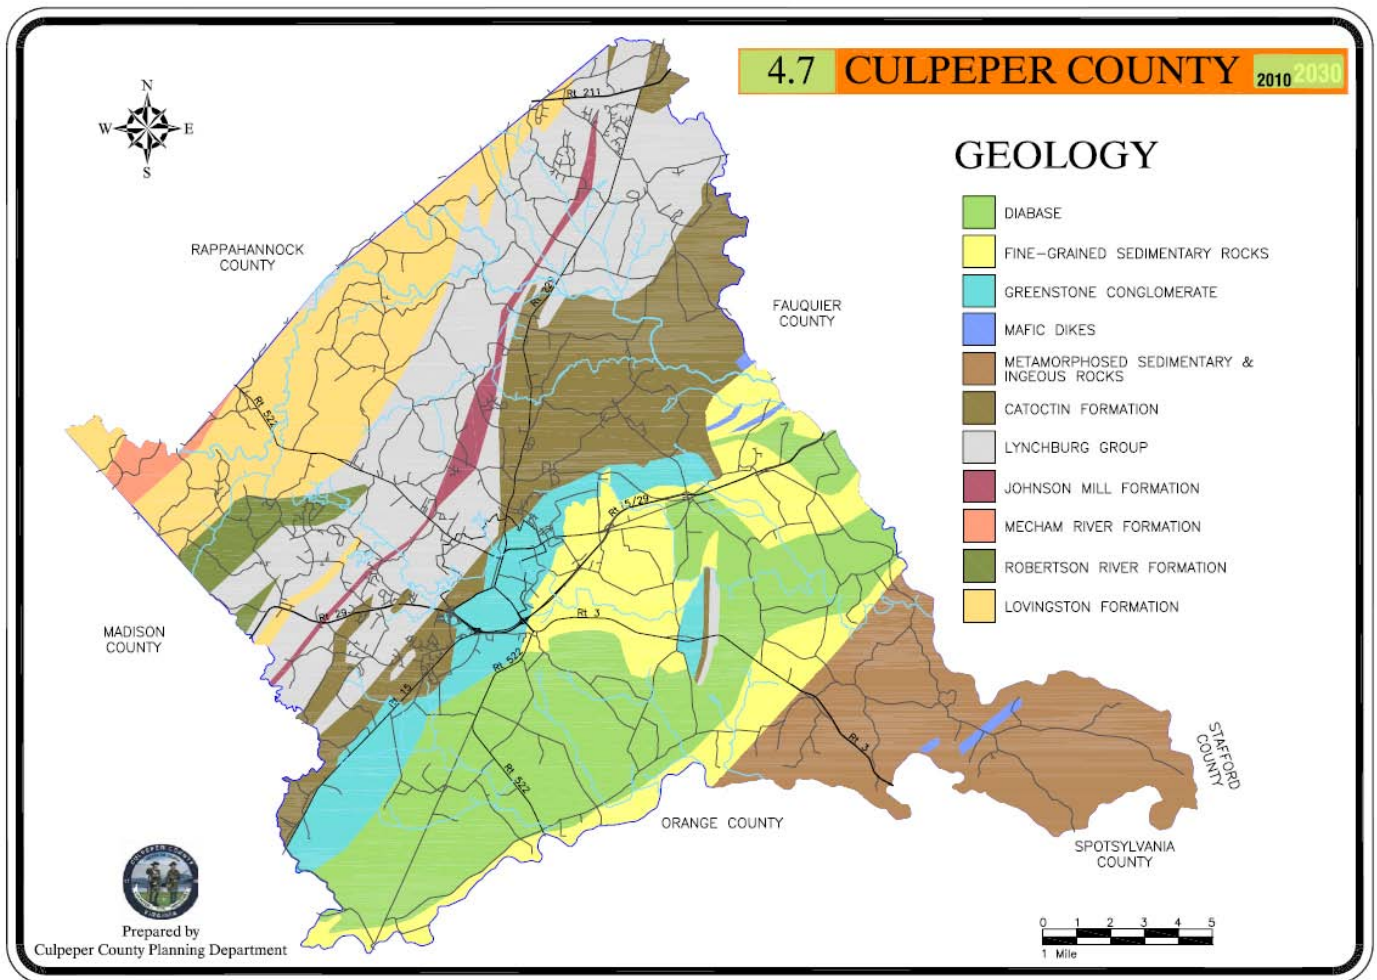 4.7 CULPEPER COUNTY 2010 2030
N
W E
S
GEOLOGY
DIABASE
FINE-GRAINED SEDIMENTARY ROCKS
GREENSTONE CONGLOMERATE
MAFIC DIKES
METAMORPHOSED SEDIMENTARY &
INGEOUS ROCKS
CATOCTIN FORMATION
LYNCHBURG GROUP
JOHNSON MILL FORMATION
MECHAM RIVER FORMATION
ROBERTSON RIVER FORMATION
LOVINGSTON FORMATION
RAPPAHANNOCK
COUNTY
FAUQUIER
COUNTY
MADISON
COUNTY
ORANGE COUNTY
STAFFORD
COUNTY
SPOTSYLVANIA
COUNTY
Rt 211
Rt 522
Rt 15/29
Rt 29
Rt 3
Rt 522
Rt 15
Rt 522
Rt 3
CULPEPER COUNTY
VIRGINIA
Prepared by
Culpeper County Planning Department
0 1 2 3 4 5
1 Mile